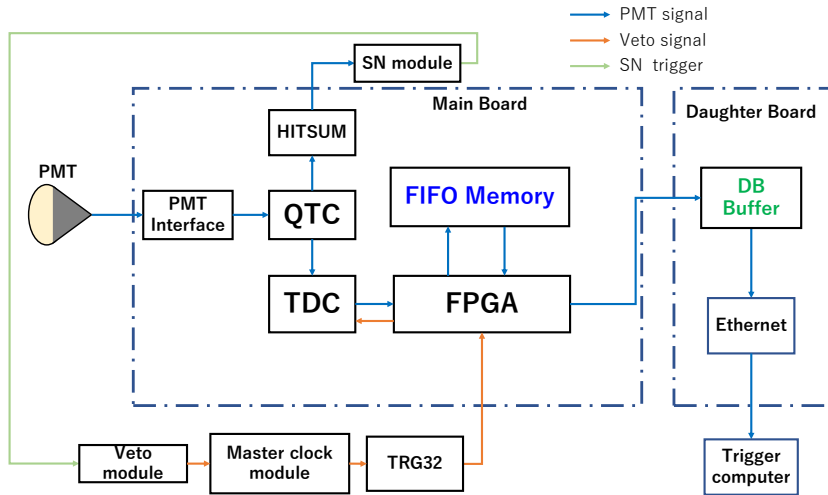 PMT signal
Veto signal
SN trigger
SN module
Main Board
Daughter Board
HITSUM
PMT
PMT
Interface
QTC
FIFO Memory
DB
Buffer
TDC
FPGA
Ethernet
Veto
module
Master clock
module
TRG32
Trigger
computer